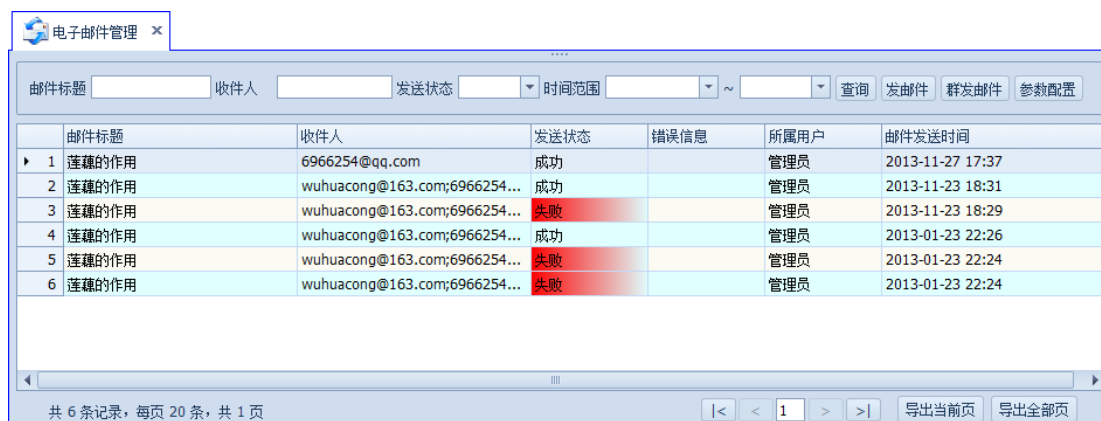 电子邮件管理
邮件标题 收件人 发送状态 时间范围 ~ 查询 发邮件 群发邮件 参数配置
邮件标题 收件人 发送状态 错误信息 所属用户 邮件发送时间
1 莲藕的作用 6966254@qq.com 成功 管理员 2013-11-27 17:37
2 莲藕的作用 wuhuacong@163.com;6966254... 成功 管理员 2013-11-23 18:31
3 莲藕的作用 wuhuacong@163.com;6966254... 失败 管理员 2013-11-23 18:29
4 莲藕的作用 wuhuacong@163.com;6966254... 成功 管理员 2013-01-23 22:26
5 莲藕的作用 wuhuacong@163.com;6966254... 失败 管理员 2013-01-23 22:24
6 莲藕的作用 wuhuacong@163.com;6966254... 失败 管理员 2013-01-23 22:24
共 6 条记录，每页 20 条，共 1 页 |< < 1 > >| 导出当前页 导出全部页